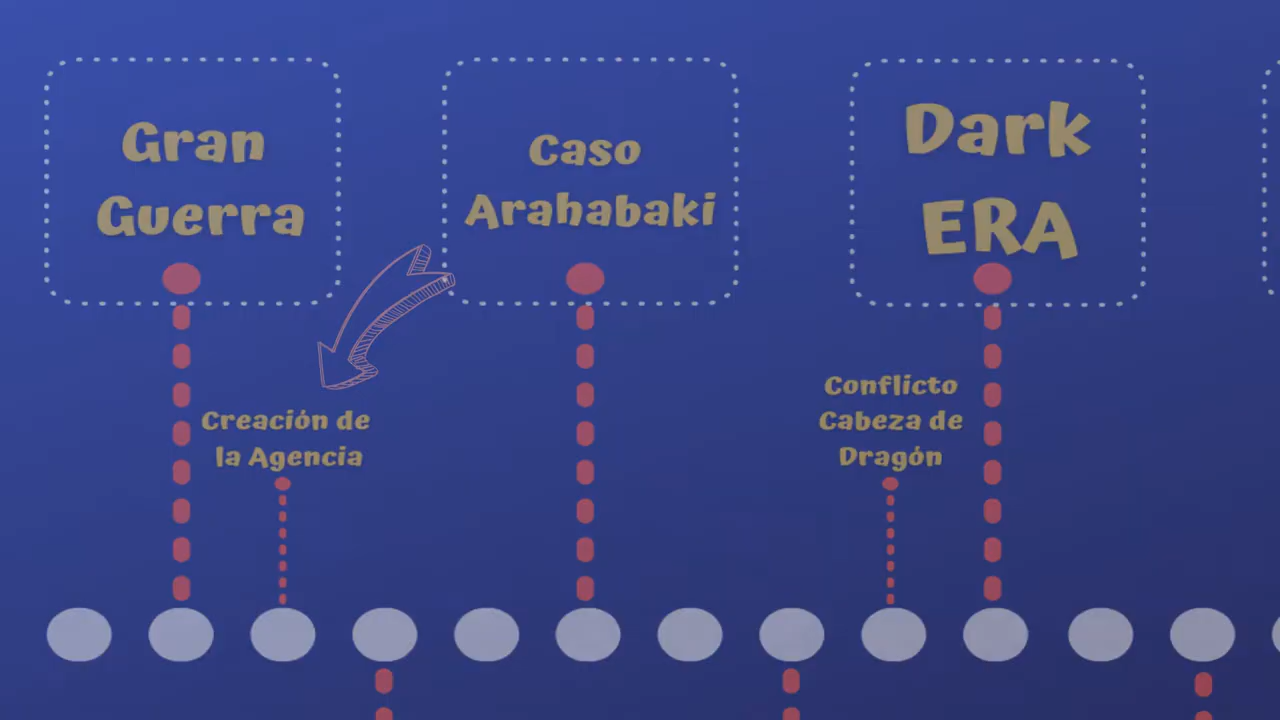 Gran
Guerra
Caso
Arahabaki
Dark
ERA
Creación de
la Agencia
Conflicto
Cabeza de
Dragón